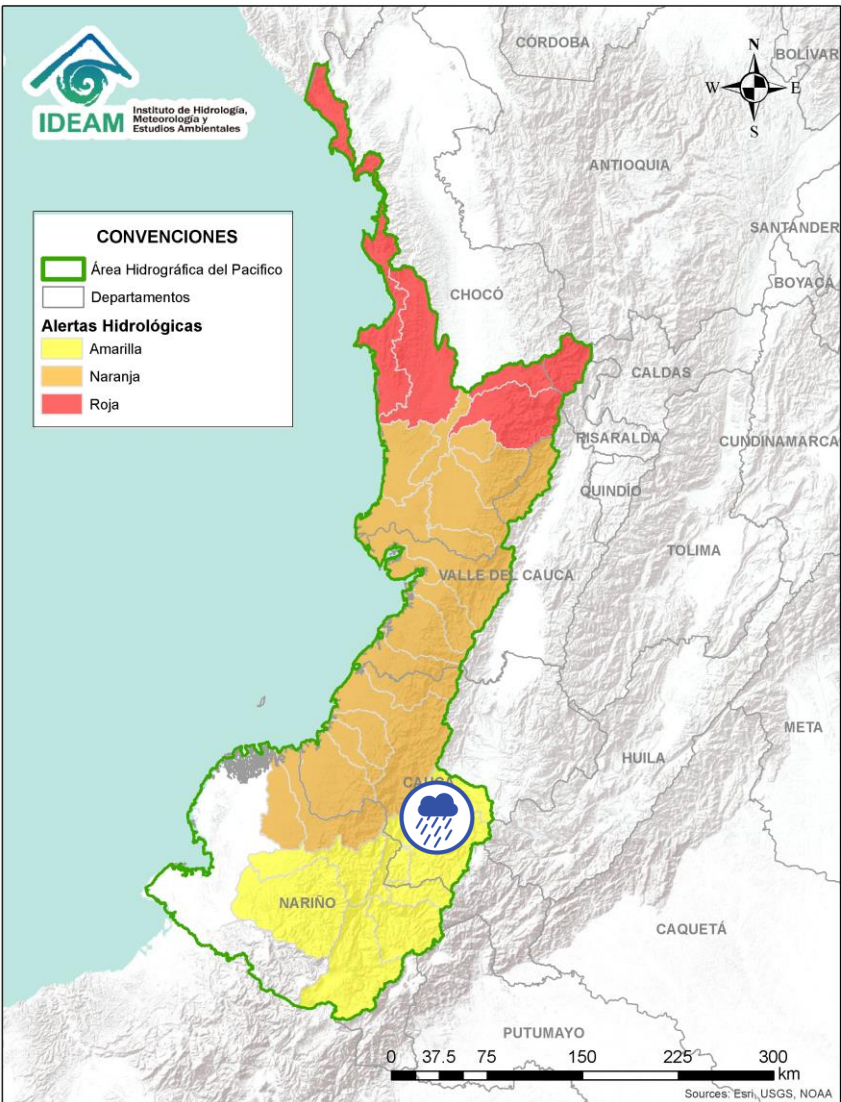 IDEAM
Instituto de Hidrología,
Meteorología y
Estudios Ambientales
CÓRDOBA
BOLIVAR
N
W
E
S
ANTIOQUIA
SANTANDER
BOYACÁ
CONVENCIONES
Área Hidrográfica del Pacifico
Departamentos
Alertas Hidrológicas
Amarilla
Naranja
Roja
CHOCÓ
CALDAS
RISARALDA
CUNDINAMARCA
QUINDÍO
TOLIMA
VALLE DEL CAUCA
META
HUILA
CAUCA
NARIÑO
CAQUETÁ
PUTUMAYO
0 37.5 75 150 225 300
km
Sources: Esri, USGS, NOAA